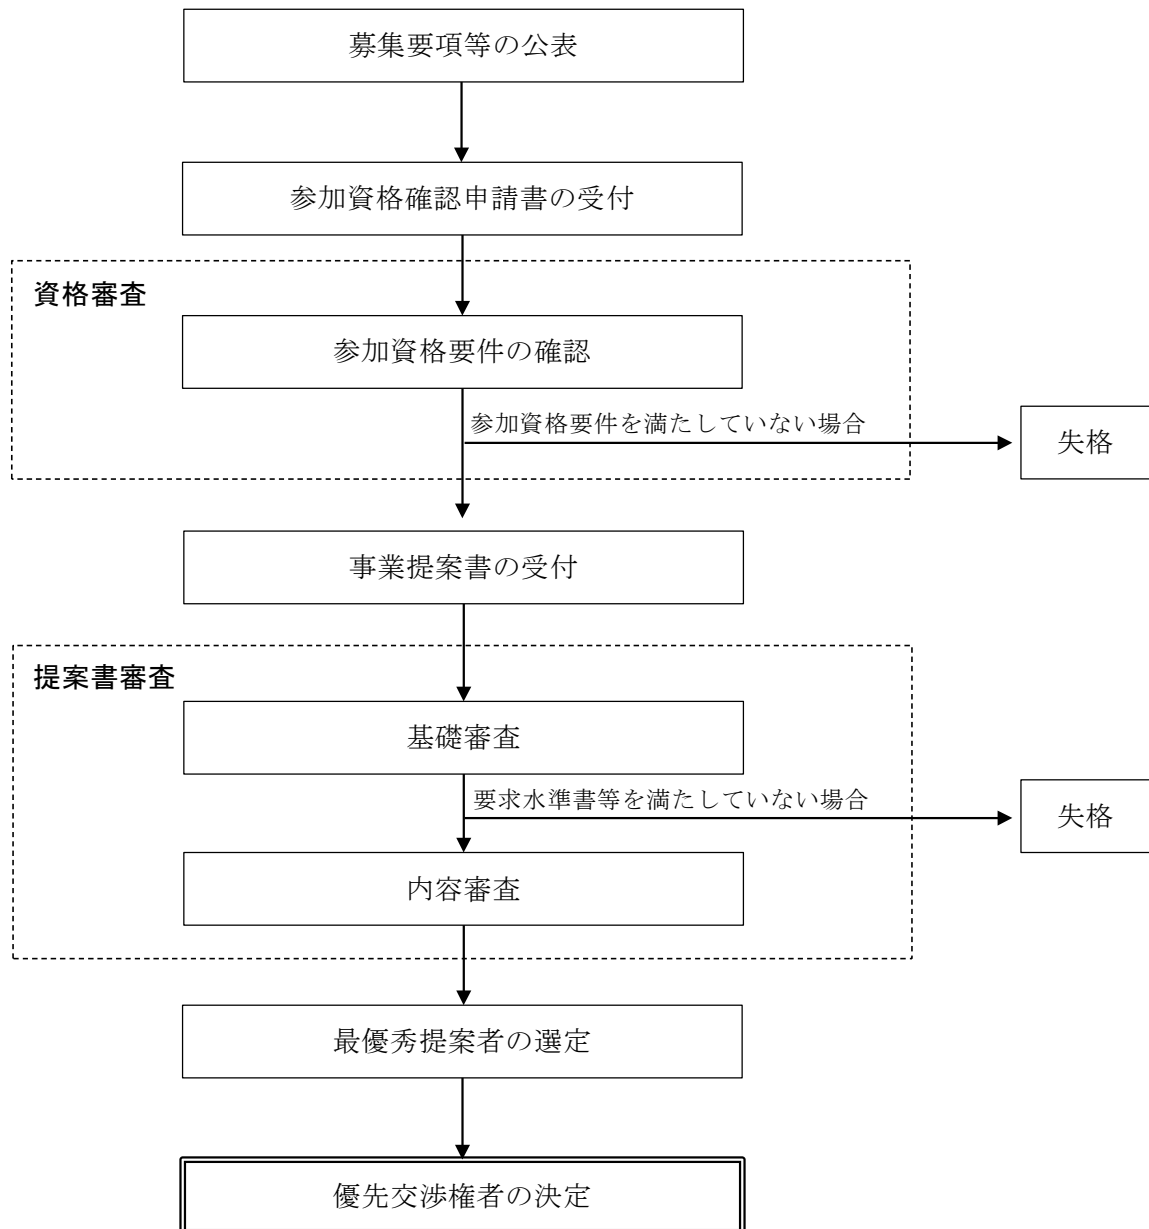 募集要項等の公表
参加資格確認申請書の受付
資格審査
参加資格要件の確認
参加資格要件を満たしていない場合
失格
事業提案書の受付
提案書審査
基礎審査
要求水準書等を満たしていない場合
失格
内容審査
最優秀提案者の選定
優先交渉権者の決定